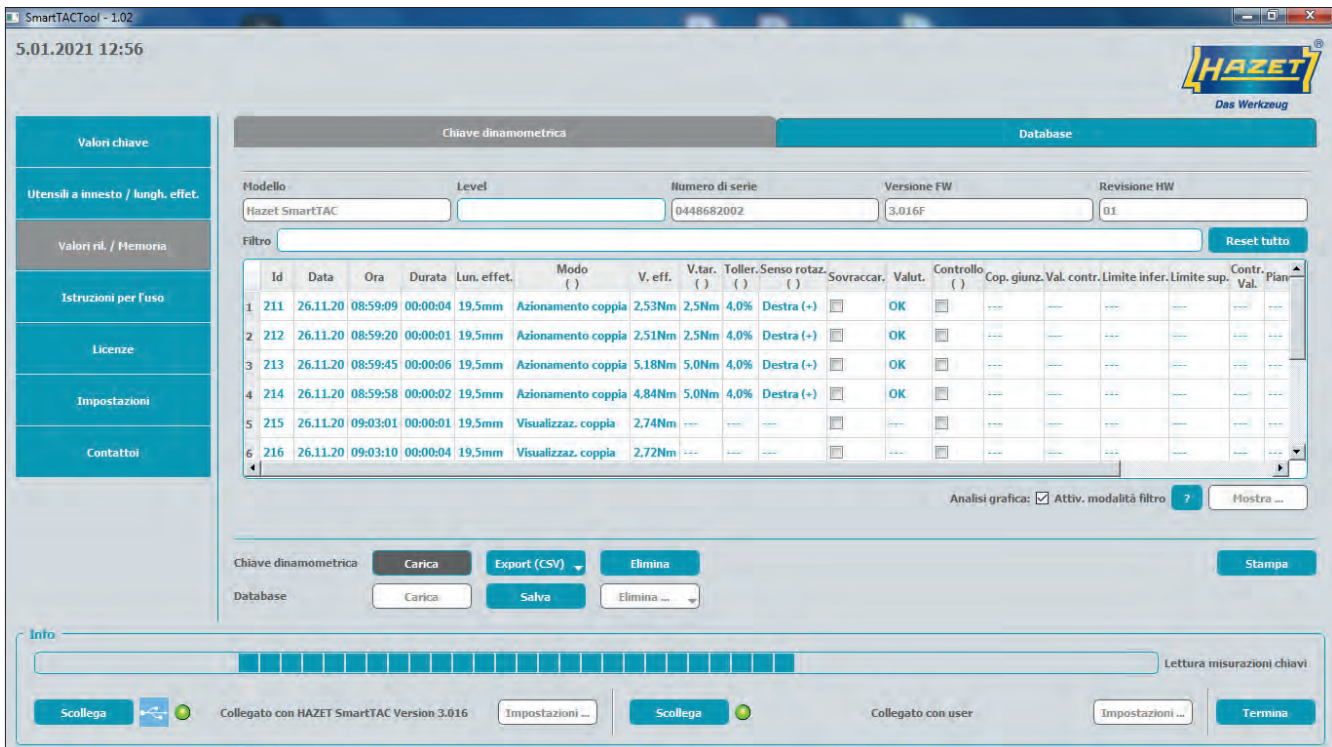 SmartTACTool - 1.02
5.01.2021 12:56
HAZET®
Das Werkzeug
Valori chiave
Utensili a innesto / lungh. effet.
Valori ril. / Memoria
Istruzioni per l'uso
Licenze
Impostazioni
Contattoi
Chiave dinamometrica Database
Modello Level Numero di serie Versione FW Revisione HW
Hazet SmartTAC 0448682002 3.016F 01
Filtro Reset tutto
Id Data Ora Durata Lun. effet. Modo ( ) V. eff. V.tar. ( ) Toller. ( ) Senso rotaz. ( ) Sovraccar. Valut. Controllo ( ) Cop. giunz. Val. contr. Limite infer. Limite sup. Contr. Val. Pian
1 211 26.11.20 08:59:09 00:00:04 19,5mm Azionamento coppia 2,53Nm 2,5Nm 4,0% Destra (+) OK --- --- --- --- --- ---
2 212 26.11.20 08:59:20 00:00:01 19,5mm Azionamento coppia 2,51Nm 2,5Nm 4,0% Destra (+) OK --- --- --- --- --- ---
3 213 26.11.20 08:59:45 00:00:06 19,5mm Azionamento coppia 5,18Nm 5,0Nm 4,0% Destra (+) OK --- --- --- --- --- ---
4 214 26.11.20 08:59:58 00:00:02 19,5mm Azionamento coppia 4,84Nm 5,0Nm 4,0% Destra (+) OK --- --- --- --- --- ---
5 215 26.11.20 09:03:01 00:00:01 19,5mm Visualizzaz. coppia 2,74Nm --- --- --- --- --- --- --- --- --- ---
6 216 26.11.20 09:03:10 00:00:04 19,5mm Visualizzaz. coppia 2,72Nm --- --- --- --- --- --- --- --- --- ---
Analisi grafica: Attiv. modalità filtro ? Mostra ...
Chiave dinamometrica Carica Export (CSV) Elimina Stampa
Database Carica Salva Elimina ...
Info
Lettura misurazioni chiavi
Scollega Collegato con HAZET SmartTAC Version 3.016 Impostazioni ... Scollega Collegato con user Impostazioni ... Termina